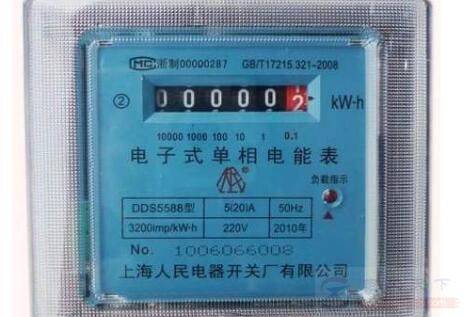 MC 浙制00000287 GB/T17215.321-2008
② 000002 kW·h
10000 1000 100 10 1 0.1
电子式单相电能表
负载指示
DDS5588型 5(20)A 50Hz
3200imp/kW·h 220V 2010年
No. 1006066008
上海人民电器开关厂有限公司